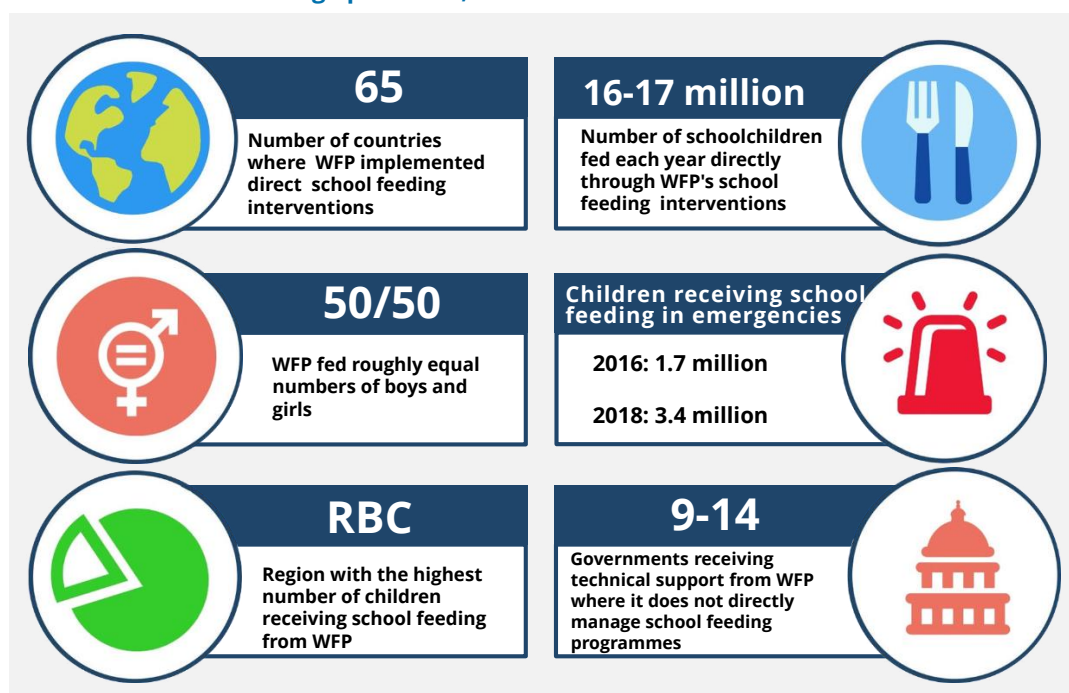 65
Number of countries
where WFP implemented
direct school feeding
interventions
16-17 million
Number of schoolchildren
fed each year directly
through WFP's school
feeding interventions
50/50
WFP fed roughly equal
numbers of boys and
girls
Children receiving school
feeding in emergencies
2016: 1.7 million
2018: 3.4 million
RBC
Region with the highest
number of children
receiving school feeding
from WFP
9-14
Governments receiving
technical support from WFP
where it does not directly
manage school feeding
programmes